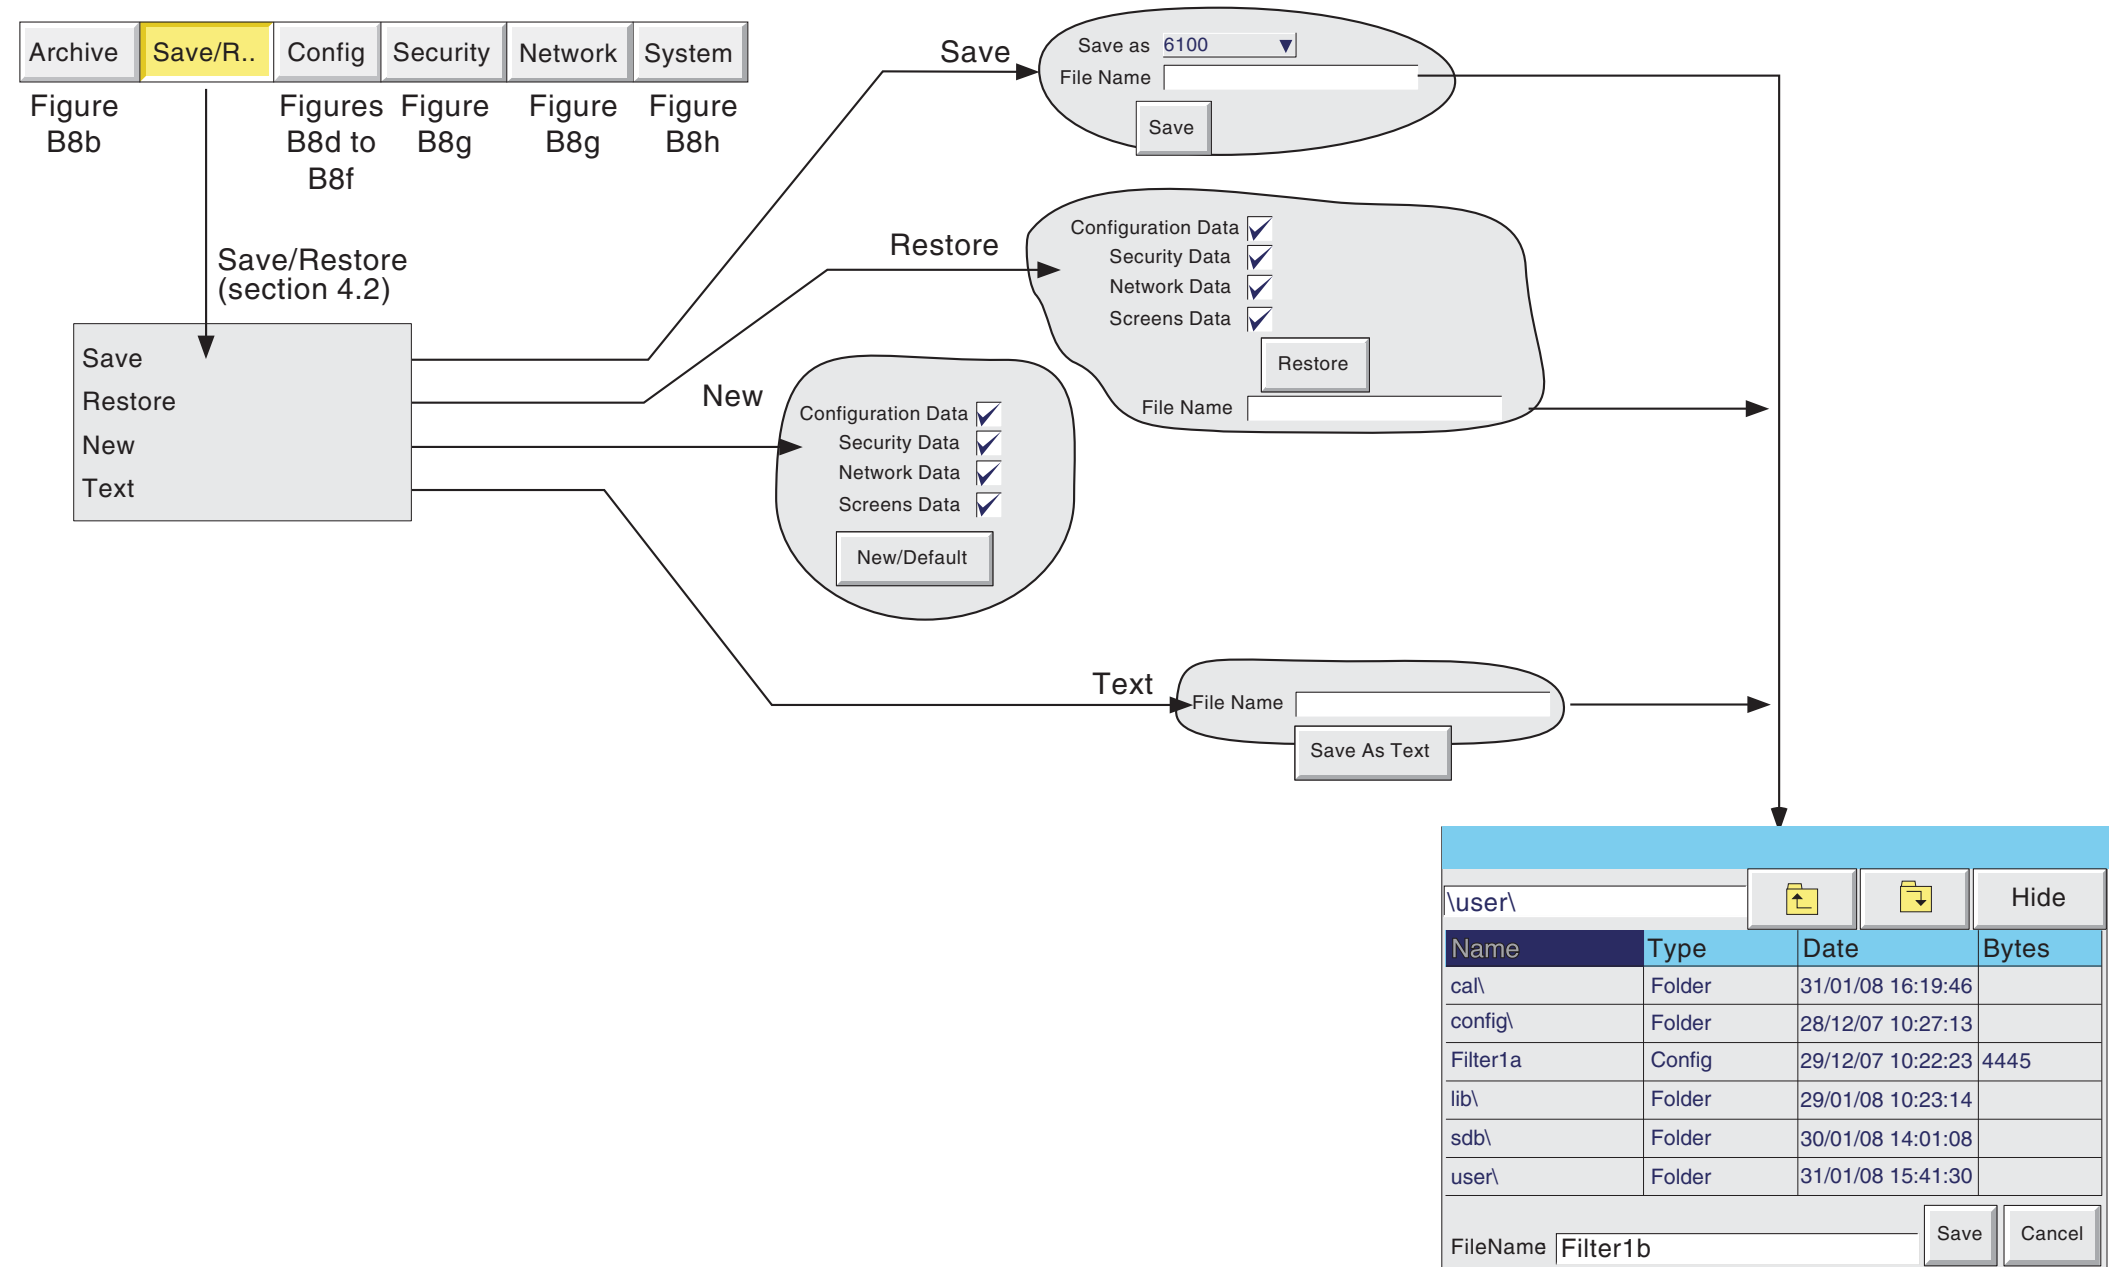 Archive Save/R.. Config Security Network System
Figure B8b
Figures B8d to B8f
Figure B8g
Figure B8g
Figure B8h
Save/Restore
(section 4.2)
Save
Restore
New
Text
Save
Save as 6100
File Name
Save
Restore
Configuration Data
Security Data
Network Data
Screens Data
Restore
File Name
New
Configuration Data
Security Data
Network Data
Screens Data
New/Default
Text
File Name
Save As Text
\user\ Hide
Name Type Date Bytes
cal\ Folder 31/01/08 16:19:46
config\ Folder 28/12/07 10:27:13
Filter1a Config 29/12/07 10:22:23 4445
lib\ Folder 29/01/08 10:23:14
sdb\ Folder 30/01/08 14:01:08
user\ Folder 31/01/08 15:41:30
FileName Filter1b Save Cancel